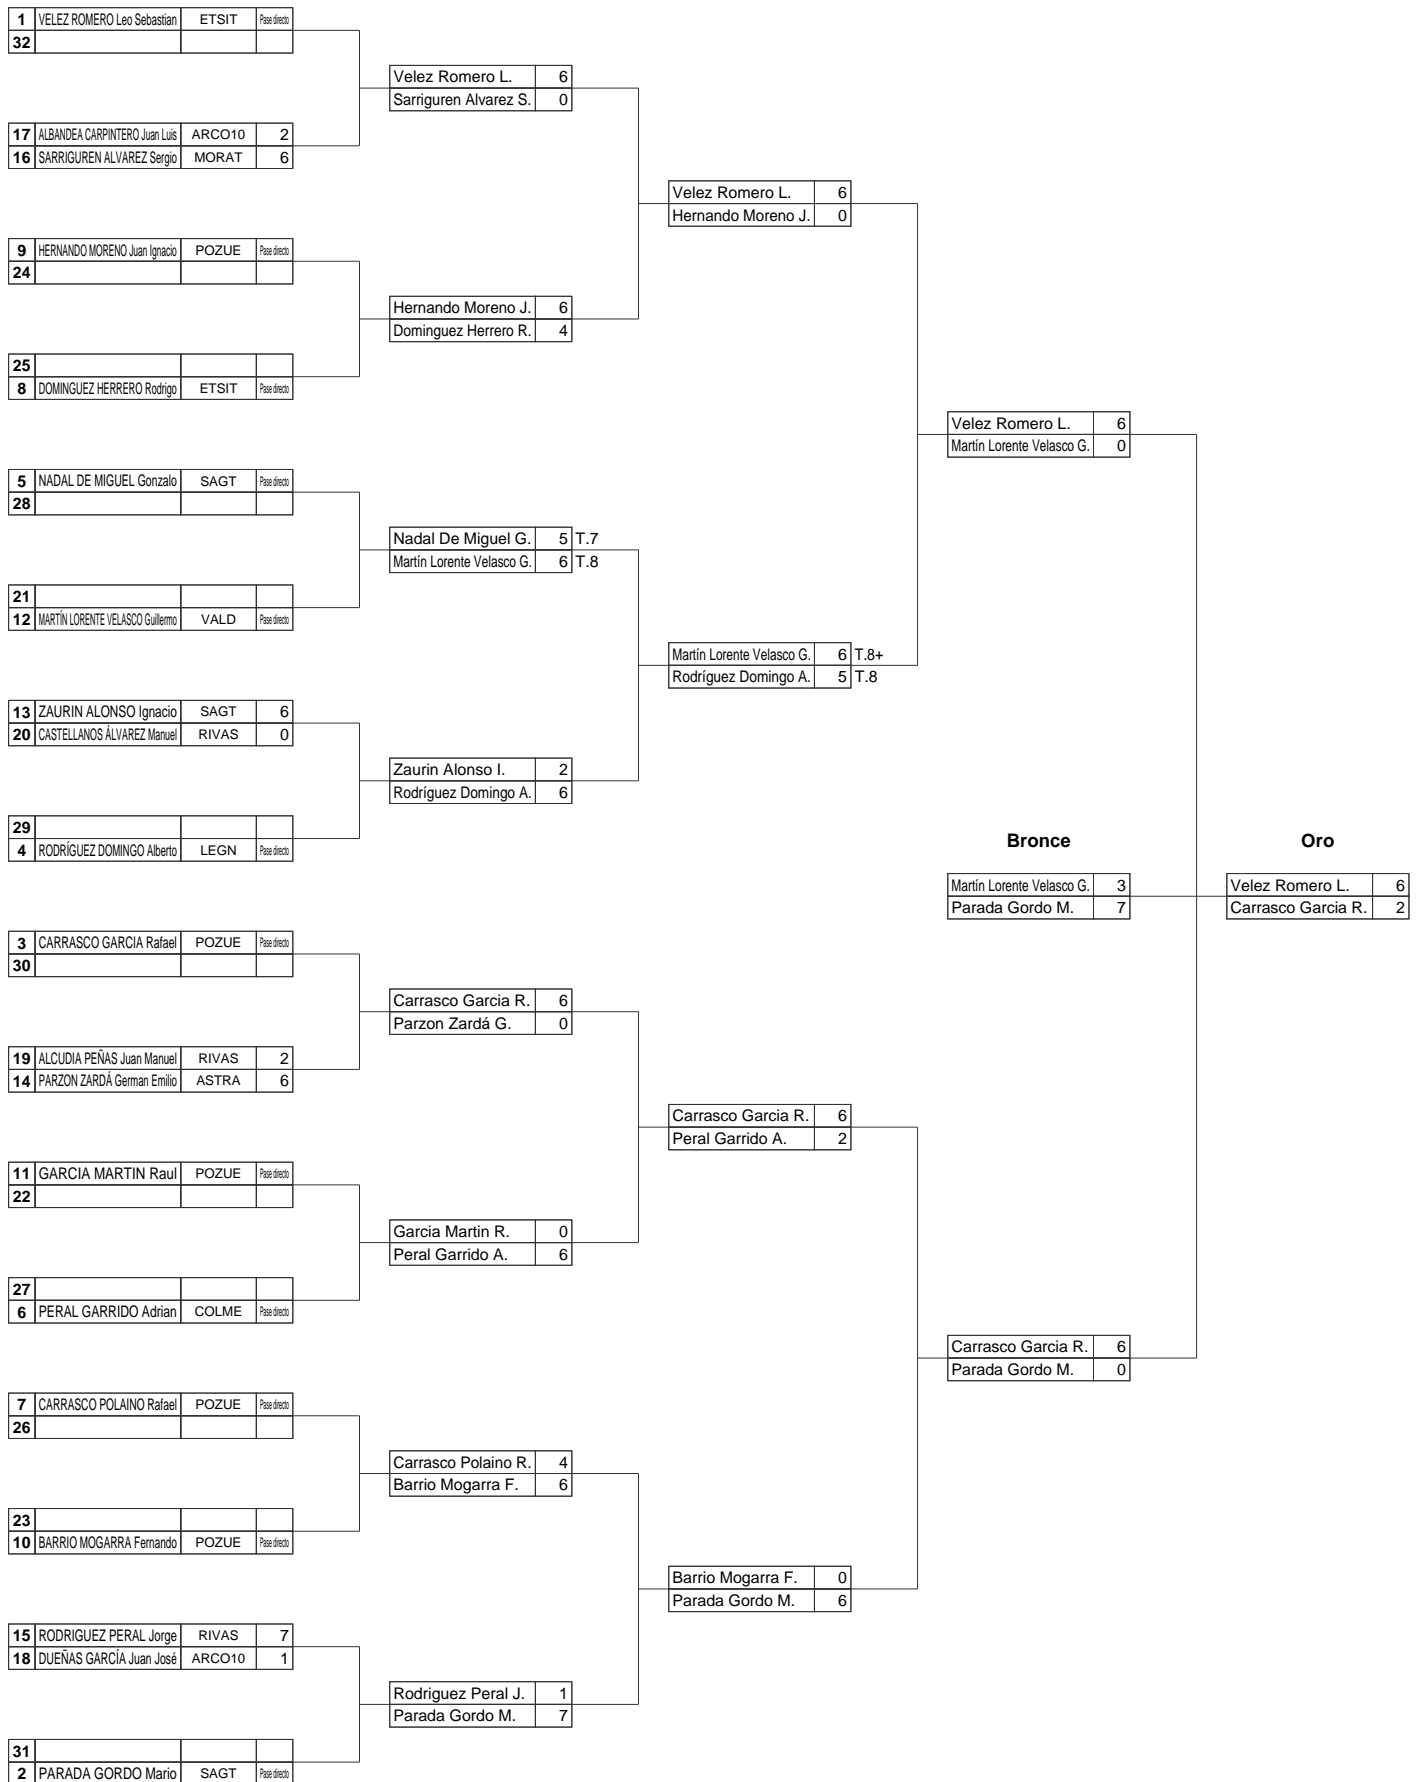 1 VELEZ ROMERO Leo Sebastian ETSIT Pase directo
32
Velez Romero L. 6
Sarriguren Alvarez S. 0
17 ALBANDEA CARPINTERO Juan Luis ARCO10 2
16 SARRIGUREN ALVAREZ Sergio MORAT 6
Velez Romero L. 6
Hernando Moreno J. 0
9 HERNANDO MORENO Juan Ignacio POZUE Pase directo
24
Hernando Moreno J. 6
Dominguez Herrero R. 4
25
8 DOMINGUEZ HERRERO Rodrigo ETSIT Pase directo
Velez Romero L. 6
Martín Lorente Velasco G. 0
5 NADAL DE MIGUEL Gonzalo SAGT Pase directo
28
Nadal De Miguel G. 5 T.7
Martín Lorente Velasco G. 6 T.8
21
12 MARTÍN LORENTE VELASCO Guillermo VALD Pase directo
Martín Lorente Velasco G. 6 T.8+
Rodríguez Domingo A. 5 T.8
13 ZAURIN ALONSO Ignacio SAGT 6
20 CASTELLANOS ÁLVAREZ Manuel RIVAS 0
Zaurin Alonso I. 2
Rodríguez Domingo A. 6
29
4 RODRÍGUEZ DOMINGO Alberto LEGN Pase directo
Bronce Oro
Martín Lorente Velasco G. 3 Velez Romero L. 6
Parada Gordo M. 7 Carrasco Garcia R. 2
3 CARRASCO GARCIA Rafael POZUE Pase directo
30
Carrasco Garcia R. 6
Parzon Zardá G. 0
19 ALCUDIA PEÑAS Juan Manuel RIVAS 2
14 PARZON ZARDÁ German Emilio ASTRA 6
Carrasco Garcia R. 6
Peral Garrido A. 2
11 GARCIA MARTIN Raul POZUE Pase directo
22
Garcia Martin R. 0
Peral Garrido A. 6
27
6 PERAL GARRIDO Adrian COLME Pase directo
Carrasco Garcia R. 6
Parada Gordo M. 0
7 CARRASCO POLAINO Rafael POZUE Pase directo
26
Carrasco Polaino R. 4
Barrio Mogarra F. 6
23
10 BARRIO MOGARRA Fernando POZUE Pase directo
Barrio Mogarra F. 0
Parada Gordo M. 6
15 RODRIGUEZ PERAL Jorge RIVAS 7
18 DUEÑAS GARCÍA Juan José ARCO10 1
Rodriguez Peral J. 1
Parada Gordo M. 7
31
2 PARADA GORDO Mario SAGT Pase directo